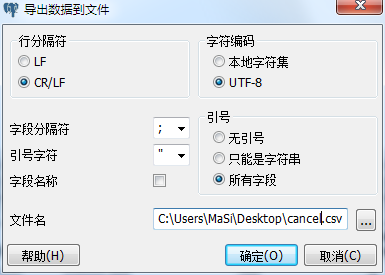 导出数据到文件
行分隔符
LF
CR/LF
字符编码
本地字符集
UTF-8
字段分隔符
;
引号字符
"
字段名称
引号
无引号
只能是字符串
所有字段
文件名
C:\Users\MaSi\Desktop\cancel.csv
...
帮助(H)
确定(O)
取消(C)